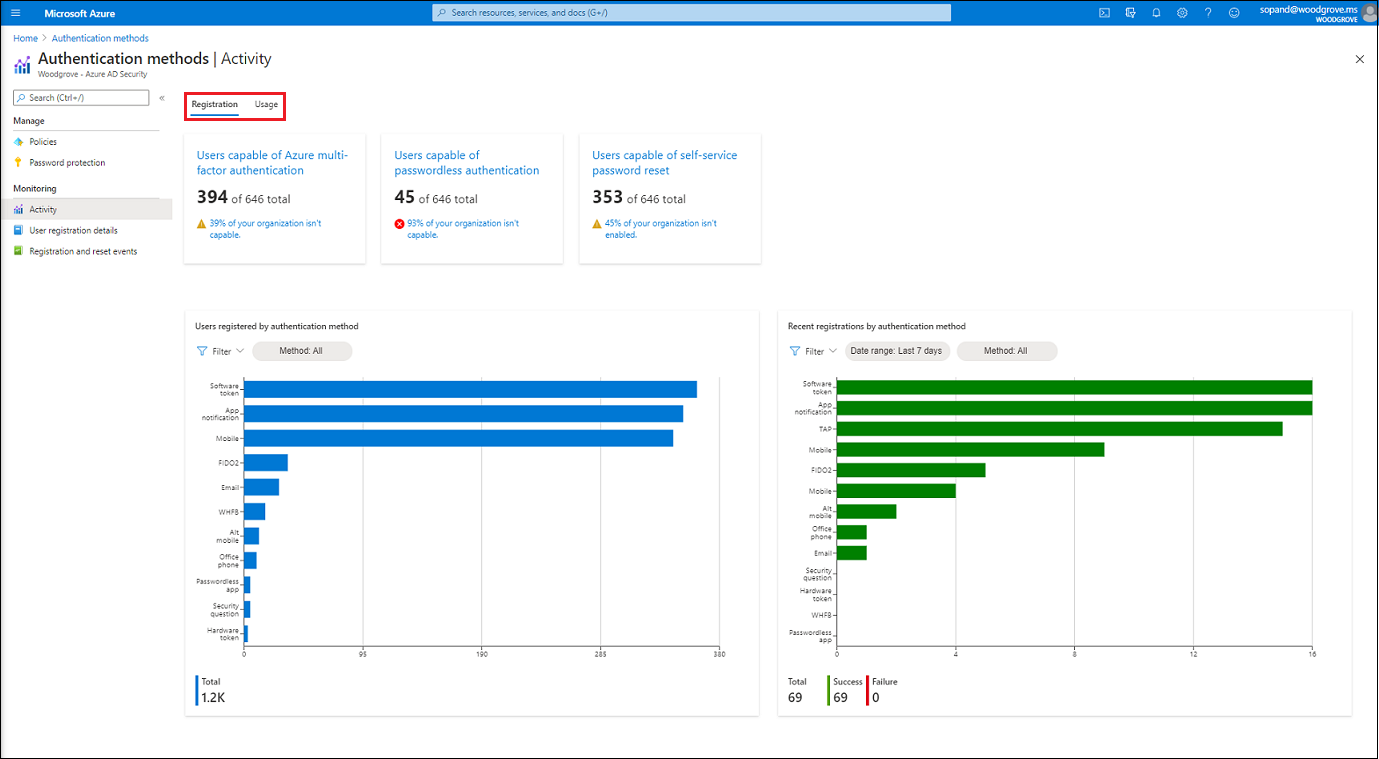 Microsoft Azure
Search resources, services, and docs (G+/)
sopand@woodgrove.ms
WOODGROVE
Home > Authentication methods
Authentication methods | Activity
Woodgrove - Azure AD Security
Search (Ctrl+/)
«
Manage
Policies
Password protection
Monitoring
Activity
User registration details
Registration and reset events
Registration Usage
Users capable of Azure multi-
factor authentication
394 of 646 total
39% of your organization isn't
capable.
Users capable of
passwordless authentication
45 of 646 total
93% of your organization isn't
capable.
Users capable of self-service
password reset
353 of 646 total
45% of your organization isn't
enabled.
Users registered by authentication method
Filter Method: All
Software
token
App
notification
Mobile
FIDO2
Email
WHFB
Alt
mobile
Office
phone
Passwordless
app
Security
question
Hardware
token
0 95 190 285 380
Total
1.2K
Recent registrations by authentication method
Filter Date range: Last 7 days Method: All
Software
token
App
notification
TAP
Mobile
FIDO2
Mobile
Alt
mobile
Office
phone
Email
Security
question
Hardware
token
WHFB
Passwordless
app
0 4 8 12 16
Total Success Failure
69 69 0